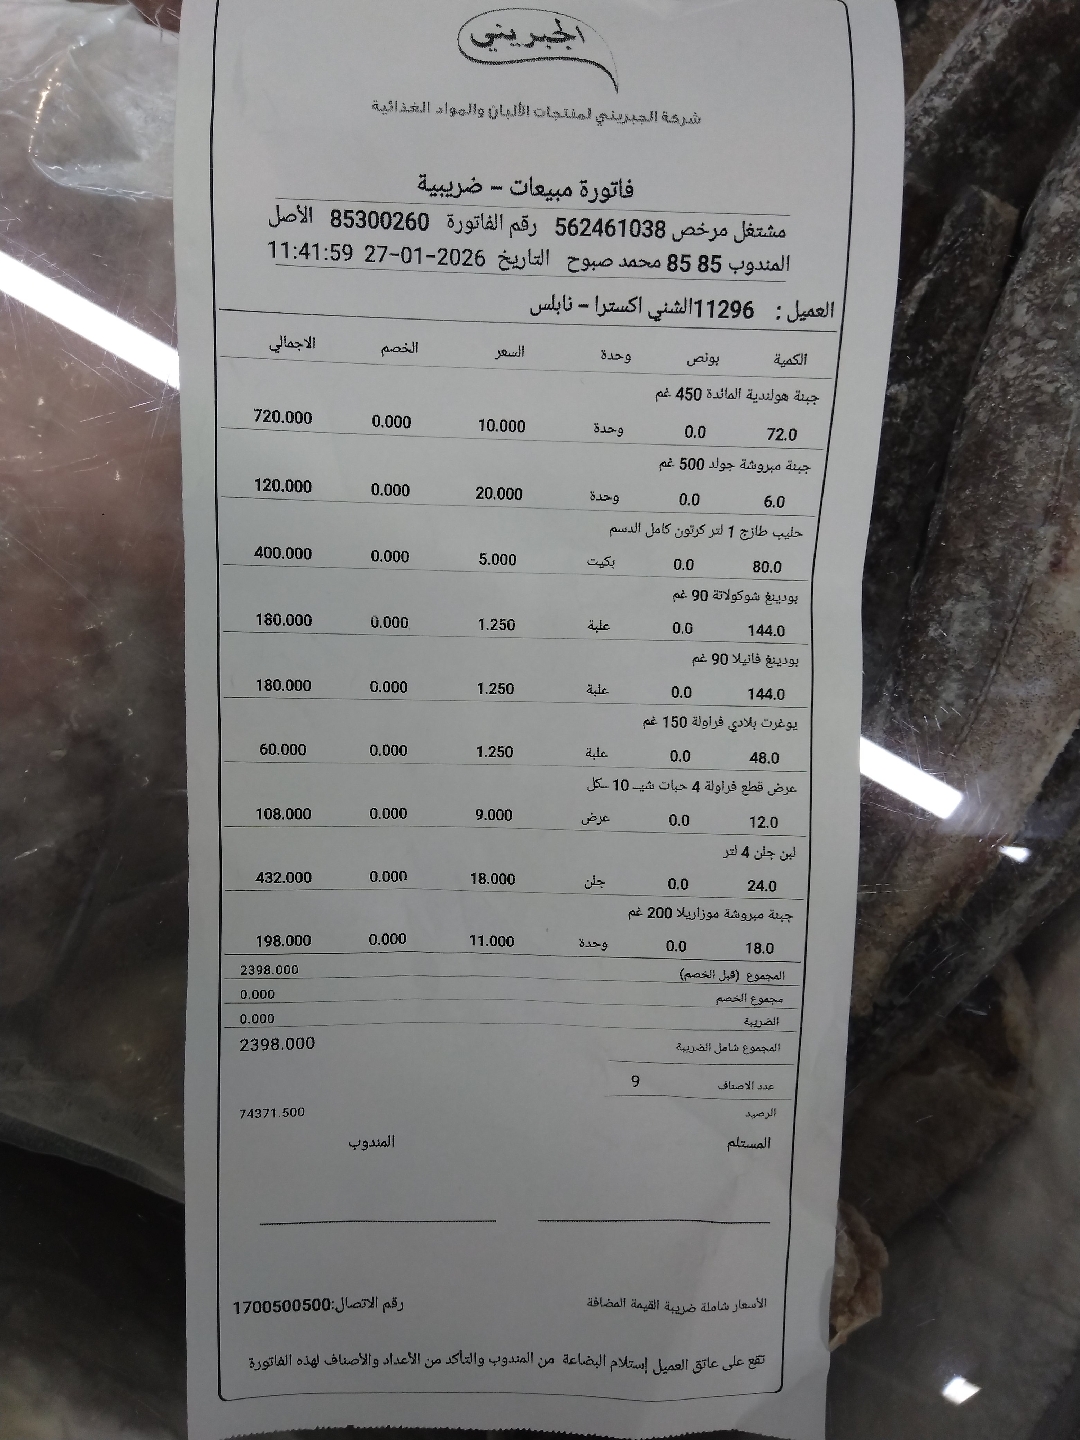 الجبريني
شركة الجبريني لمنتجات الألبان والمواد الغذائية
فاتورة مبيعات - ضريبية
مشتغل مرخص 562461038 رقم الفاتورة 85300260 الأصل
المندوب 85 85 محمد صبوح التاريخ 27-01-2026 11:41:59
العميل : 11296الشني اكسترا - نابلس
الكمية بونص وحدة السعر الخصم الاجمالي
جبنة هولندية المائدة 450 غم
72.0 0.0 وحدة 10.000 0.000 720.000
جبنة مبروشة جولد 500 غم
6.0 0.0 وحدة 20.000 0.000 120.000
حليب طازج 1 لتر كرتون كامل الدسم
80.0 0.0 بكيت 5.000 0.000 400.000
بودينغ شوكولاتة 90 غم
144.0 0.0 علبة 1.250 0.000 180.000
بودينغ فانيلا 90 غم
144.0 0.0 علبة 1.250 0.000 180.000
يوغرت بلادي فراولة 150 غم
48.0 0.0 علبة 1.250 0.000 60.000
عرض قطع فراولة 4 حبات شيـ 10 ـكل
12.0 0.0 عرض 9.000 0.000 108.000
لبن جلن 4 لتر
24.0 0.0 جلن 18.000 0.000 432.000
جبنة مبروشة موزاريلا 200 غم
18.0 0.0 وحدة 11.000 0.000 198.000
المجموع (قبل الخصم) 2398.000
مجموع الخصم 0.000
الضريبة 0.000
المجموع شامل الضريبة 2398.000
عدد الاصناف 9
الرصيد 74371.500
المستلم المندوب
الأسعار شاملة ضريبة القيمة المضافة رقم الاتصال:1700500500
تقع على عاتق العميل إستلام البضاعة من المندوب والتأكد من الأعداد والأصناف لهذه الفاتورة